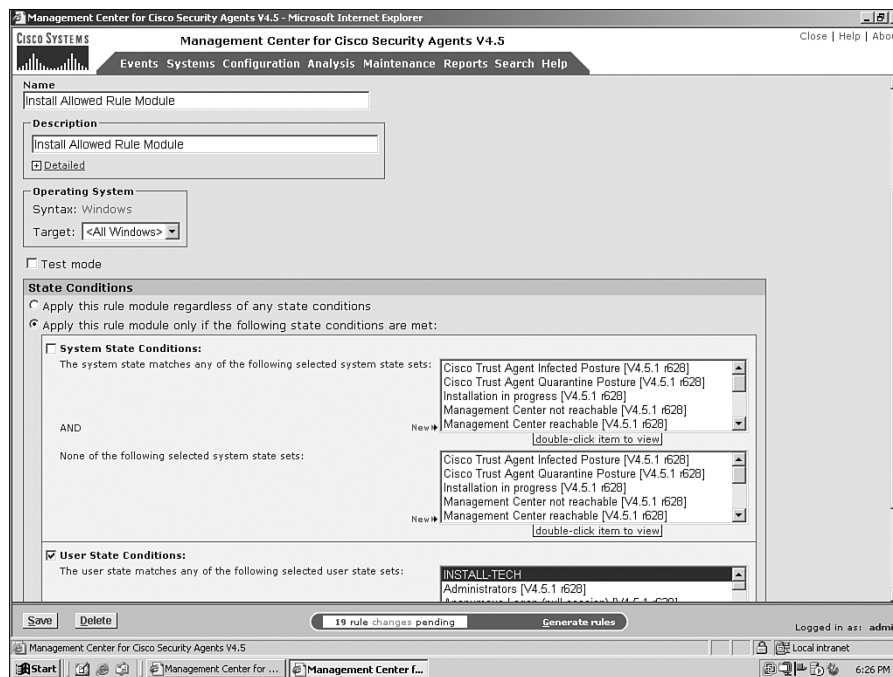 Management Center for Cisco Security Agents V4.5 - Microsoft Internet Explorer
CISCO SYSTEMS
Management Center for Cisco Security Agents V4.5
Close | Help | Abou
Events Systems Configuration Analysis Maintenance Reports Search Help
Name
Install Allowed Rule Module
Description
Install Allowed Rule Module
Detailed
Operating System
Syntax: Windows
Target: <All Windows>
Test mode
State Conditions
Apply this rule module regardless of any state conditions
Apply this rule module only if the following state conditions are met:
System State Conditions:
The system state matches any of the following selected system state sets:
Cisco Trust Agent Infected Posture [V4.5.1 r628]
Cisco Trust Agent Quarantine Posture [V4.5.1 r628]
Installation in progress [V4.5.1 r628]
Management Center not reachable [V4.5.1 r628]
AND
New
Management Center reachable [V4.5.1 r628]
double-click item to view
None of the following selected system state sets:
Cisco Trust Agent Infected Posture [V4.5.1 r628]
Cisco Trust Agent Quarantine Posture [V4.5.1 r628]
Installation in progress [V4.5.1 r628]
Management Center not reachable [V4.5.1 r628]
New
Management Center reachable [V4.5.1 r628]
double-click item to view
User State Conditions:
The user state matches any of the following selected user state sets:
INSTALL-TECH
Administrators [V4.5.1 r628]
Save Delete
19 rule changes pending
Generate rules
Logged in as: admi
Management Center for Cisco Security Agents V4.5
Local intranet
Start
Management Center for ...
Management Center f...
6:26 PM